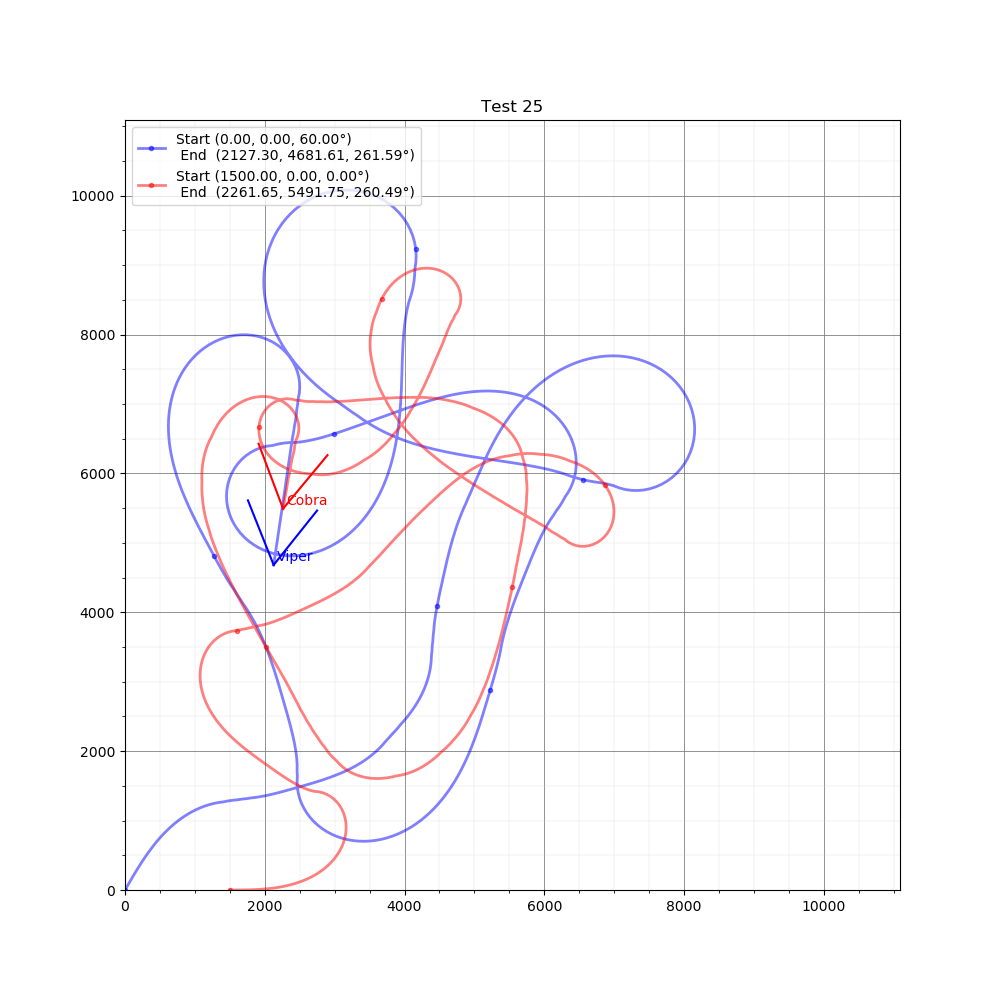 Test 25
Start (0.00, 0.00, 60.00°)
End (2127.30, 4681.61, 261.59°)
Start (1500.00, 0.00, 0.00°)
End (2261.65, 5491.75, 260.49°)
10000
8000
6000
4000
2000
0
Cobra
Viper
0 2000 4000 6000 8000 10000